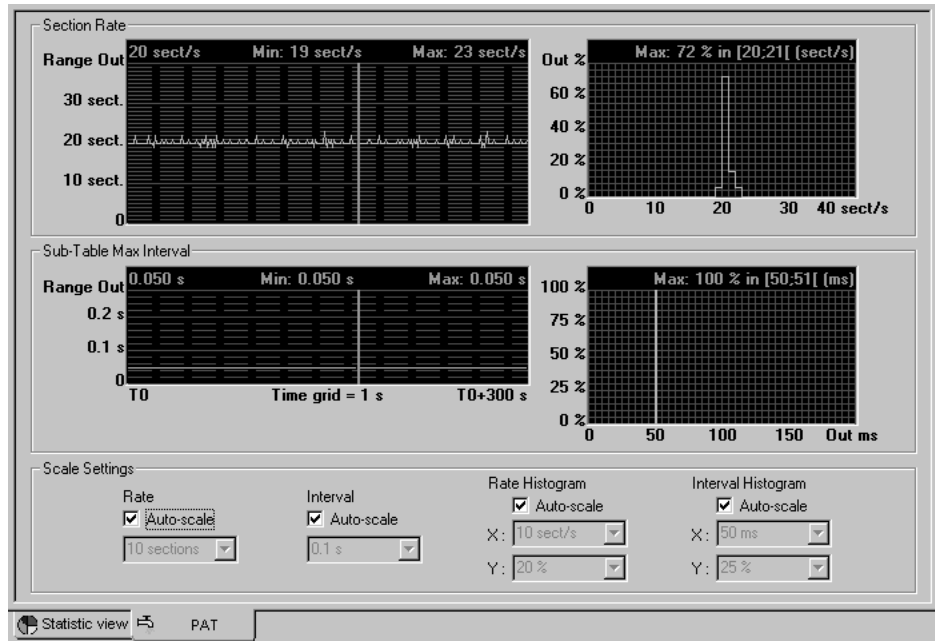 Section Rate
Range Out
20 sect/s Min: 19 sect/s Max: 23 sect/s
30 sect.
20 sect.
10 sect.
0
Out %
Max: 72 % in [20;21[ (sect/s)
60 %
40 %
20 %
0 %
0 10 20 30 40 sect/s
Sub-Table Max Interval
Range Out
0.050 s Min: 0.050 s Max: 0.050 s
0.2 s
0.1 s
0
T0 Time grid = 1 s T0+300 s
100 %
Max: 100 % in [50;51[ (ms)
75 %
50 %
25 %
0 %
0 50 100 150 Out ms
Scale Settings
Rate
Auto-scale
10 sections
Interval
Auto-scale
0.1 s
Rate Histogram
Auto-scale
X: 10 sect/s
Y: 20 %
Interval Histogram
Auto-scale
X: 50 ms
Y: 25 %
Statistic view PAT